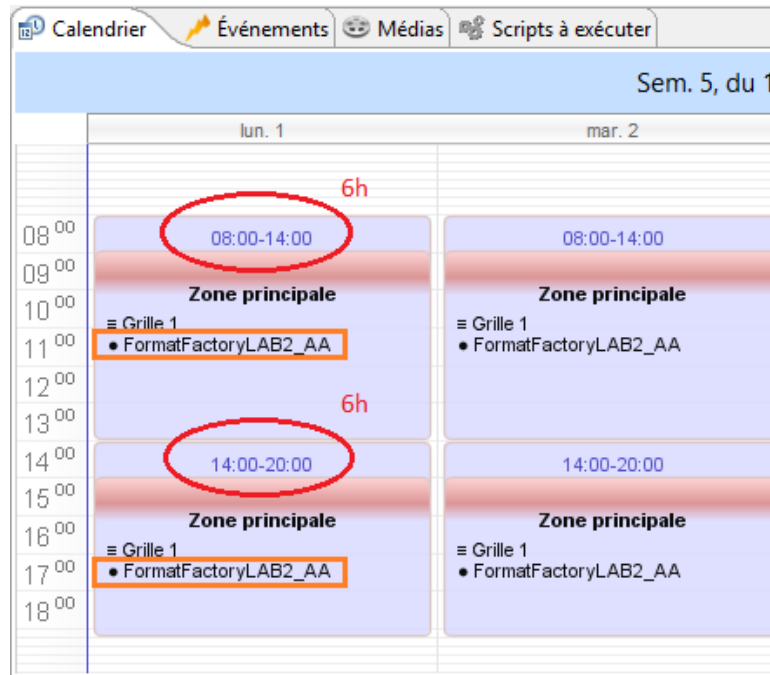 Calendrier Événements Médias Scripts à exécuter
Sem. 5, du 1
lun. 1 mar. 2
6h
08 00 08:00-14:00 08:00-14:00
09 00
Zone principale Zone principale
10 00
≡ Grille 1 ≡ Grille 1
11 00 • FormatFactoryLAB2_AA • FormatFactoryLAB2_AA
12 00
6h
13 00
14 00 14:00-20:00 14:00-20:00
15 00
Zone principale Zone principale
16 00
≡ Grille 1 ≡ Grille 1
17 00 • FormatFactoryLAB2_AA • FormatFactoryLAB2_AA
18 00